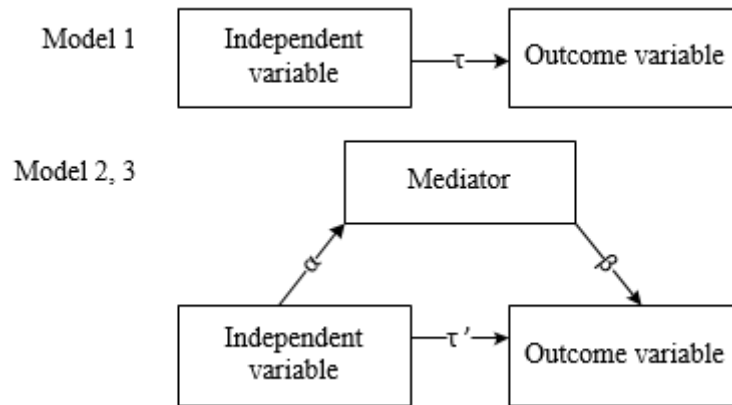 Model 1
Independent
variable
τ
Outcome variable
Model 2, 3
Mediator
α
β
Independent
variable
τ’
Outcome variable